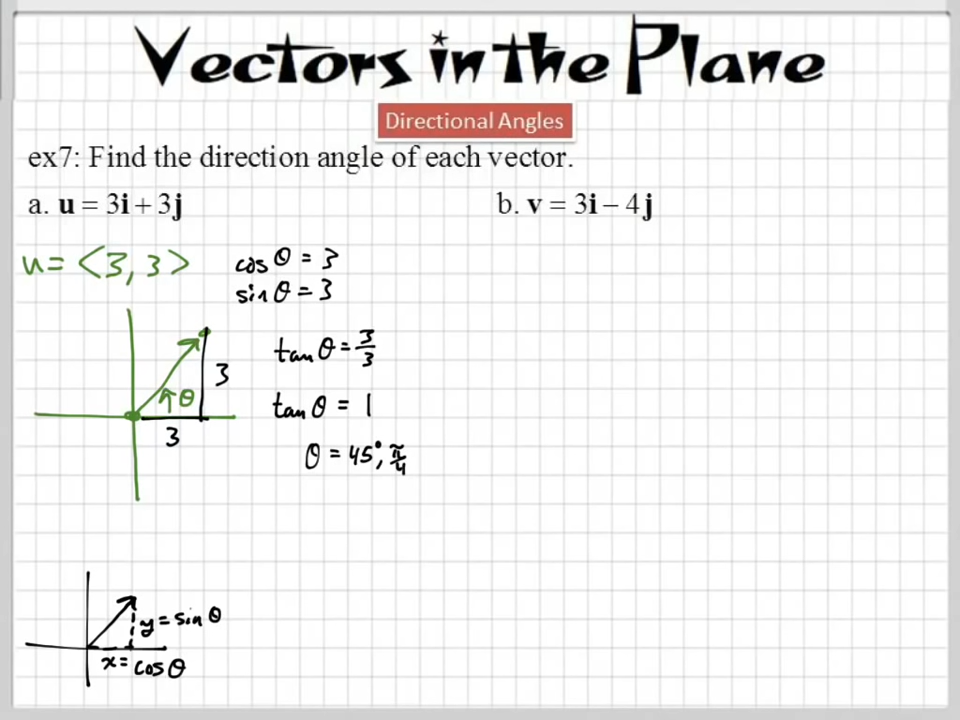 Vectors in the Plane
Directional Angles
ex7: Find the direction angle of each vector.
a. u = 3i + 3j
b. v = 3i − 4j
u = <3, 3>
cos θ = 3
sin θ = 3
tan θ = 3/3
tan θ = 1
θ = 45°, π/4
θ
3
3
y = sin θ
x = cos θ